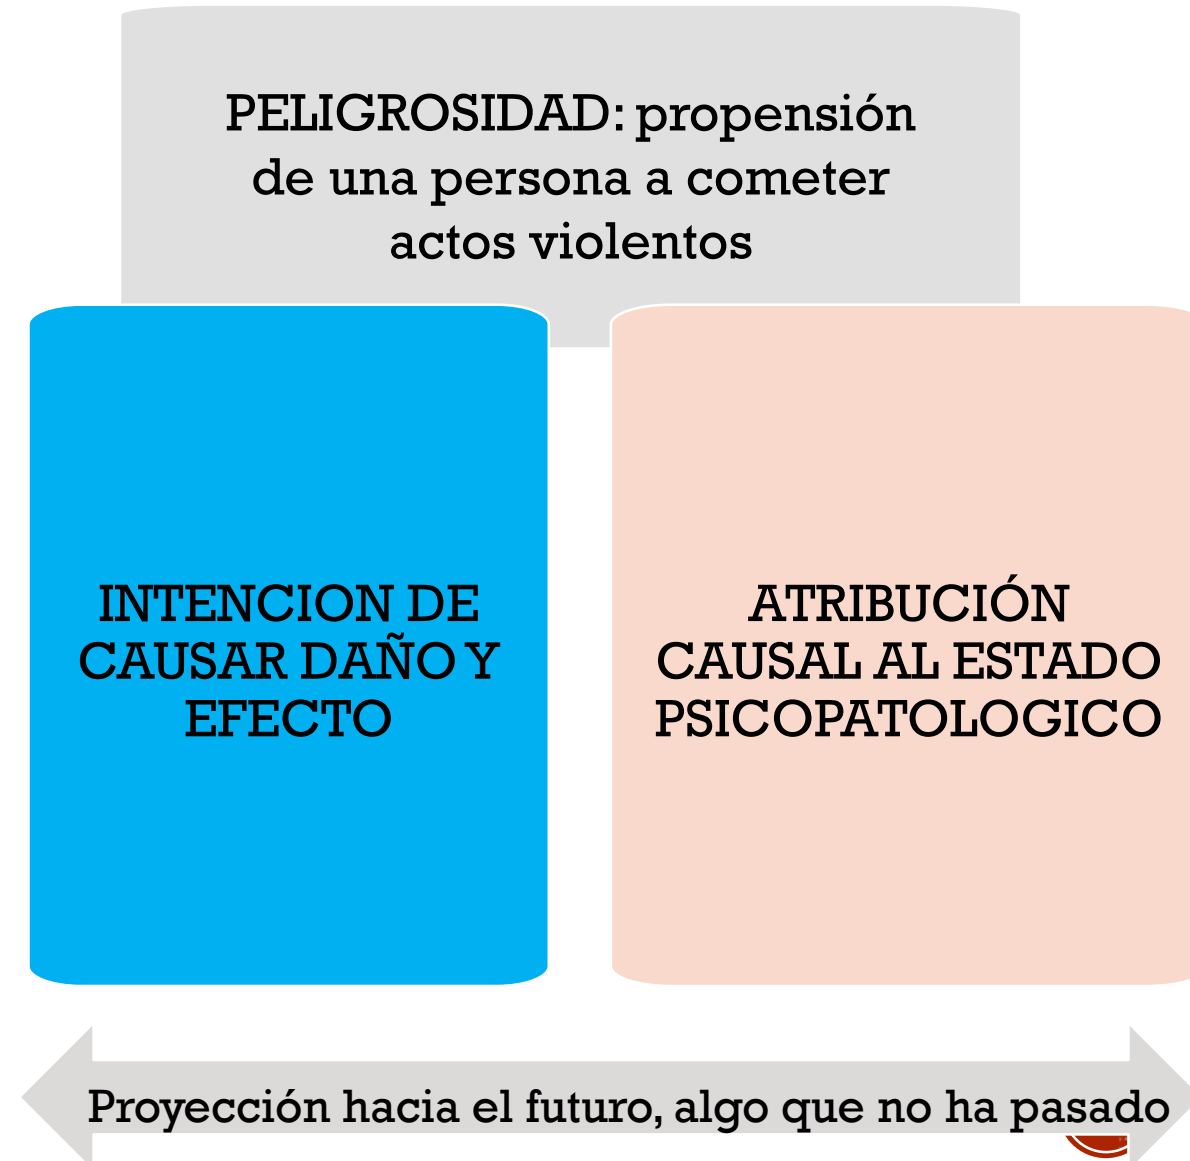 PELIGROSIDAD: propensión
de una persona a cometer
actos violentos
INTENCION DE
CAUSAR DAÑO Y
EFECTO
ATRIBUCIÓN
CAUSAL AL ESTADO
PSICOPATOLOGICO
Proyección hacia el futuro, algo que no ha pasado